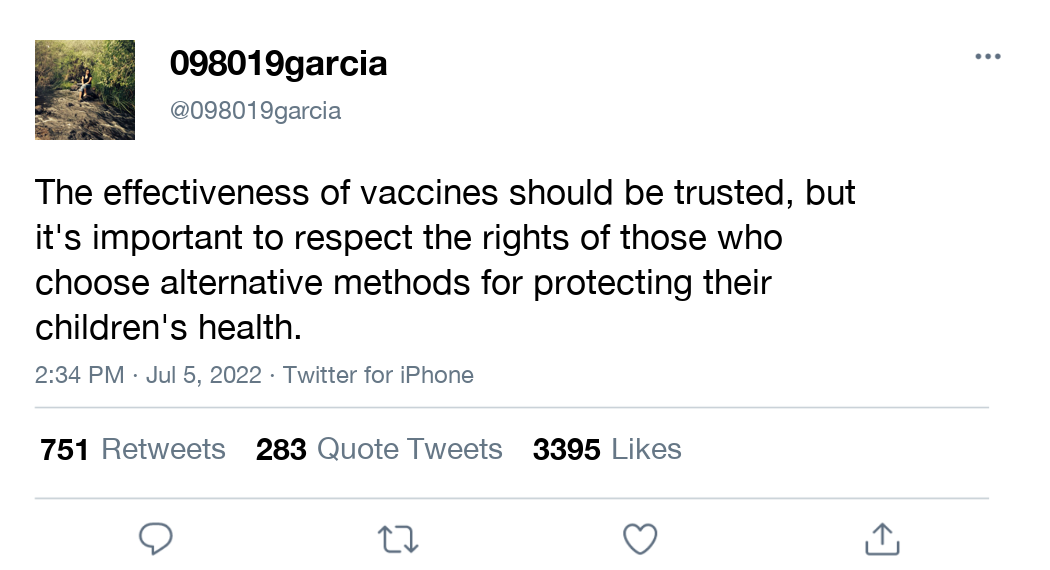 098019garcia
@098019garcia
The effectiveness of vaccines should be trusted, but
it's important to respect the rights of those who
choose alternative methods for protecting their
children's health.
2:34 PM · Jul 5, 2022 · Twitter for iPhone
751 Retweets 283 Quote Tweets 3395 Likes